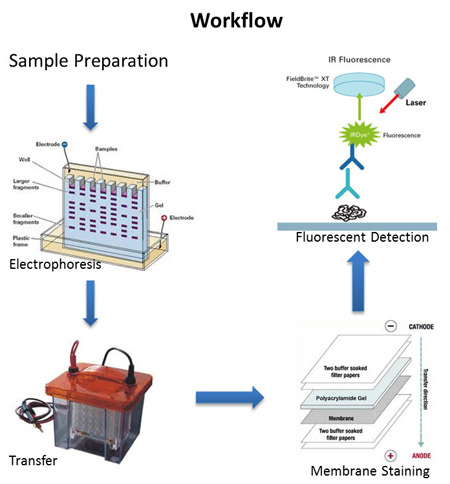 Workflow
Sample Preparation
Electrode
Samples
Well
Larger
fragments
Buffer
Gel
Smaller
fragments
Electrode
Plastic
frame
Electrophoresis
Transfer
− CATHODE
Two buffer soaked
filter papers
Polyacrylamide Gel
Membrane
Two buffer soaked
filter papers
Transfer direction
+ ANODE
Membrane Staining
IR Fluorescence
FieldBrite™ XT
Technology
Laser
IRDye®
Fluorescence
Fluorescent Detection